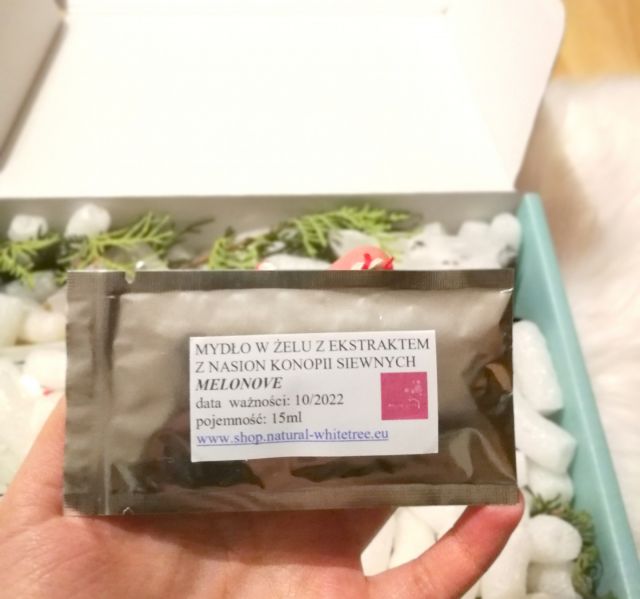 MYDŁO W ŻELU Z EKSTRAKTEM
Z NASION KONOPII SIEWNYCH
MELONOVE
data ważności: 10/2022
pojemność: 15ml
www.shop.natural-whitetree.eu